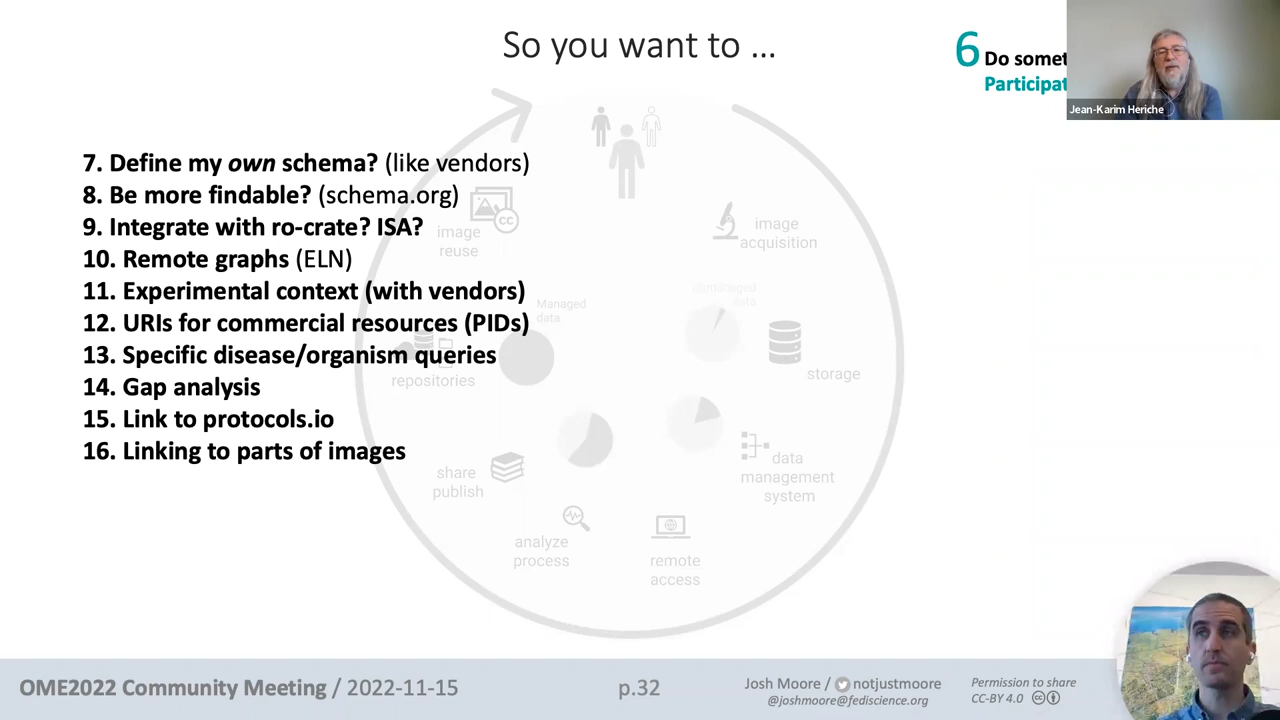 So you want to ...
6 Do somet
Participat
Jean-Karim Heriche
7. Define my own schema? (like vendors)
8. Be more findable? (schema.org)
9. Integrate with ro-crate? ISA?
10. Remote graphs (ELN)
11. Experimental context (with vendors)
12. URIs for commercial resources (PIDs)
13. Specific disease/organism queries
14. Gap analysis
15. Link to protocols.io
16. Linking to parts of images
CC
image
reuse
image
acquisition
Managed
data
data
repositories
storage
share
publish
data
management
system
analyze
process
remote
access
OME2022 Community Meeting / 2022-11-15
p.32
Josh Moore / notjustmoore
@joshmoore@fediscience.org
Permission to share
CC-BY 4.0